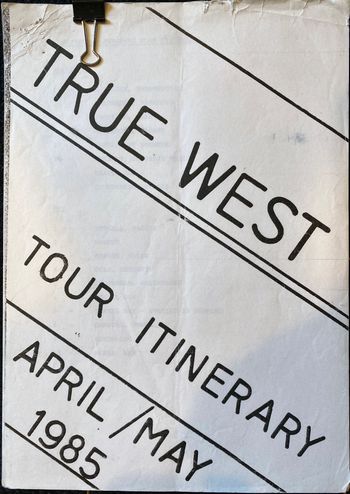 TRUE WEST
TOUR ITINERARY
APRIL/MAY
1985